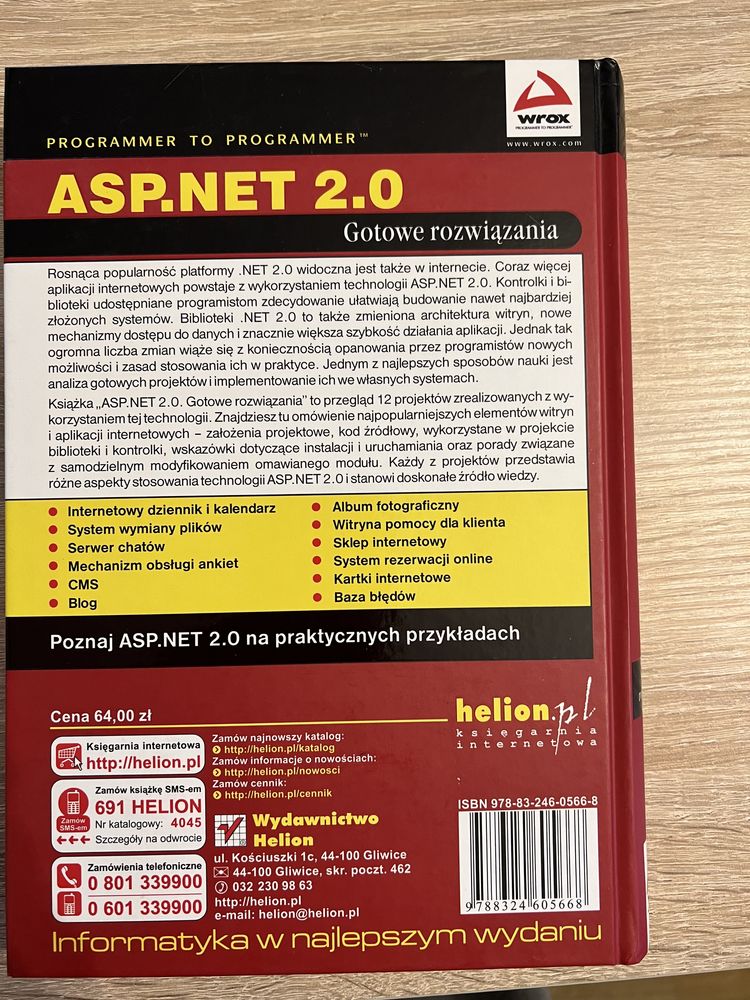 wrox
PROGRAMMER TO PROGRAMMER™
www.wrox.com
PROGRAMMER TO PROGRAMMER™
ASP.NET 2.0
Gotowe rozwiązania
Rosnąca popularność platformy .NET 2.0 widoczna jest także w internecie. Coraz więcej
aplikacji internetowych powstaje z wykorzystaniem technologii ASP.NET 2.0. Kontrolki i bi-
blioteki udostępniane programistom zdecydowanie ułatwiają budowanie nawet najbardziej
złożonych systemów. Biblioteki .NET 2.0 to także zmieniona architektura witryn, nowe
mechanizmy dostępu do danych i znacznie większa szybkość działania aplikacji. Jednak tak
ogromna liczba zmian wiąże się z koniecznością opanowania przez programistów nowych
możliwości i zasad stosowania ich w praktyce. Jednym z najlepszych sposobów nauki jest
analiza gotowych projektów i implementowanie ich we własnych systemach.
Książka „ASP.NET 2.0. Gotowe rozwiązania” to przegląd 12 projektów zrealizowanych z wy-
korzystaniem tej technologii. Znajdziesz tu omówienie najpopularniejszych elementów witryn
i aplikacji internetowych – założenia projektowe, kod źródłowy, wykorzystane w projekcie
biblioteki i kontrolki, wskazówki dotyczące instalacji i uruchamiania oraz porady związane
z samodzielnym modyfikowaniem omawianego modułu. Każdy z projektów przedstawia
różne aspekty stosowania technologii ASP.NET 2.0 i stanowi doskonałe źródło wiedzy.
• Internetowy dziennik i kalendarz
• System wymiany plików
• Serwer chatów
• Mechanizm obsługi ankiet
• CMS
• Blog
• Album fotograficzny
• Witryna pomocy dla klienta
• Sklep internetowy
• System rezerwacji online
• Kartki internetowe
• Baza błędów
Poznaj ASP.NET 2.0 na praktycznych przykładach
Cena 64,00 zł
Księgarnia internetowa
http://helion.pl
Zamów książkę SMS-em
691 HELION
Zamów
SMS-em
Nr katalogowy: 4045
Szczegóły na odwrocie
Zamówienia telefoniczne
0 801 339900
0 601 339900
Zamów najnowszy katalog:
http://helion.pl/katalog
Zamów informacje o nowościach:
http://helion.pl/nowosci
Zamów cennik:
http://helion.pl/cennik
Wydawnictwo
Helion
ul. Kościuszki 1c, 44-100 Gliwice
44-100 Gliwice, skr. poczt. 462
032 230 98 63
http://helion.pl
e-mail: helion@helion.pl
helion.pl
księgarnia
internetowa
ISBN 978-83-246-0566-8
9 788324 605668
Informatyka w najlepszym wydaniu